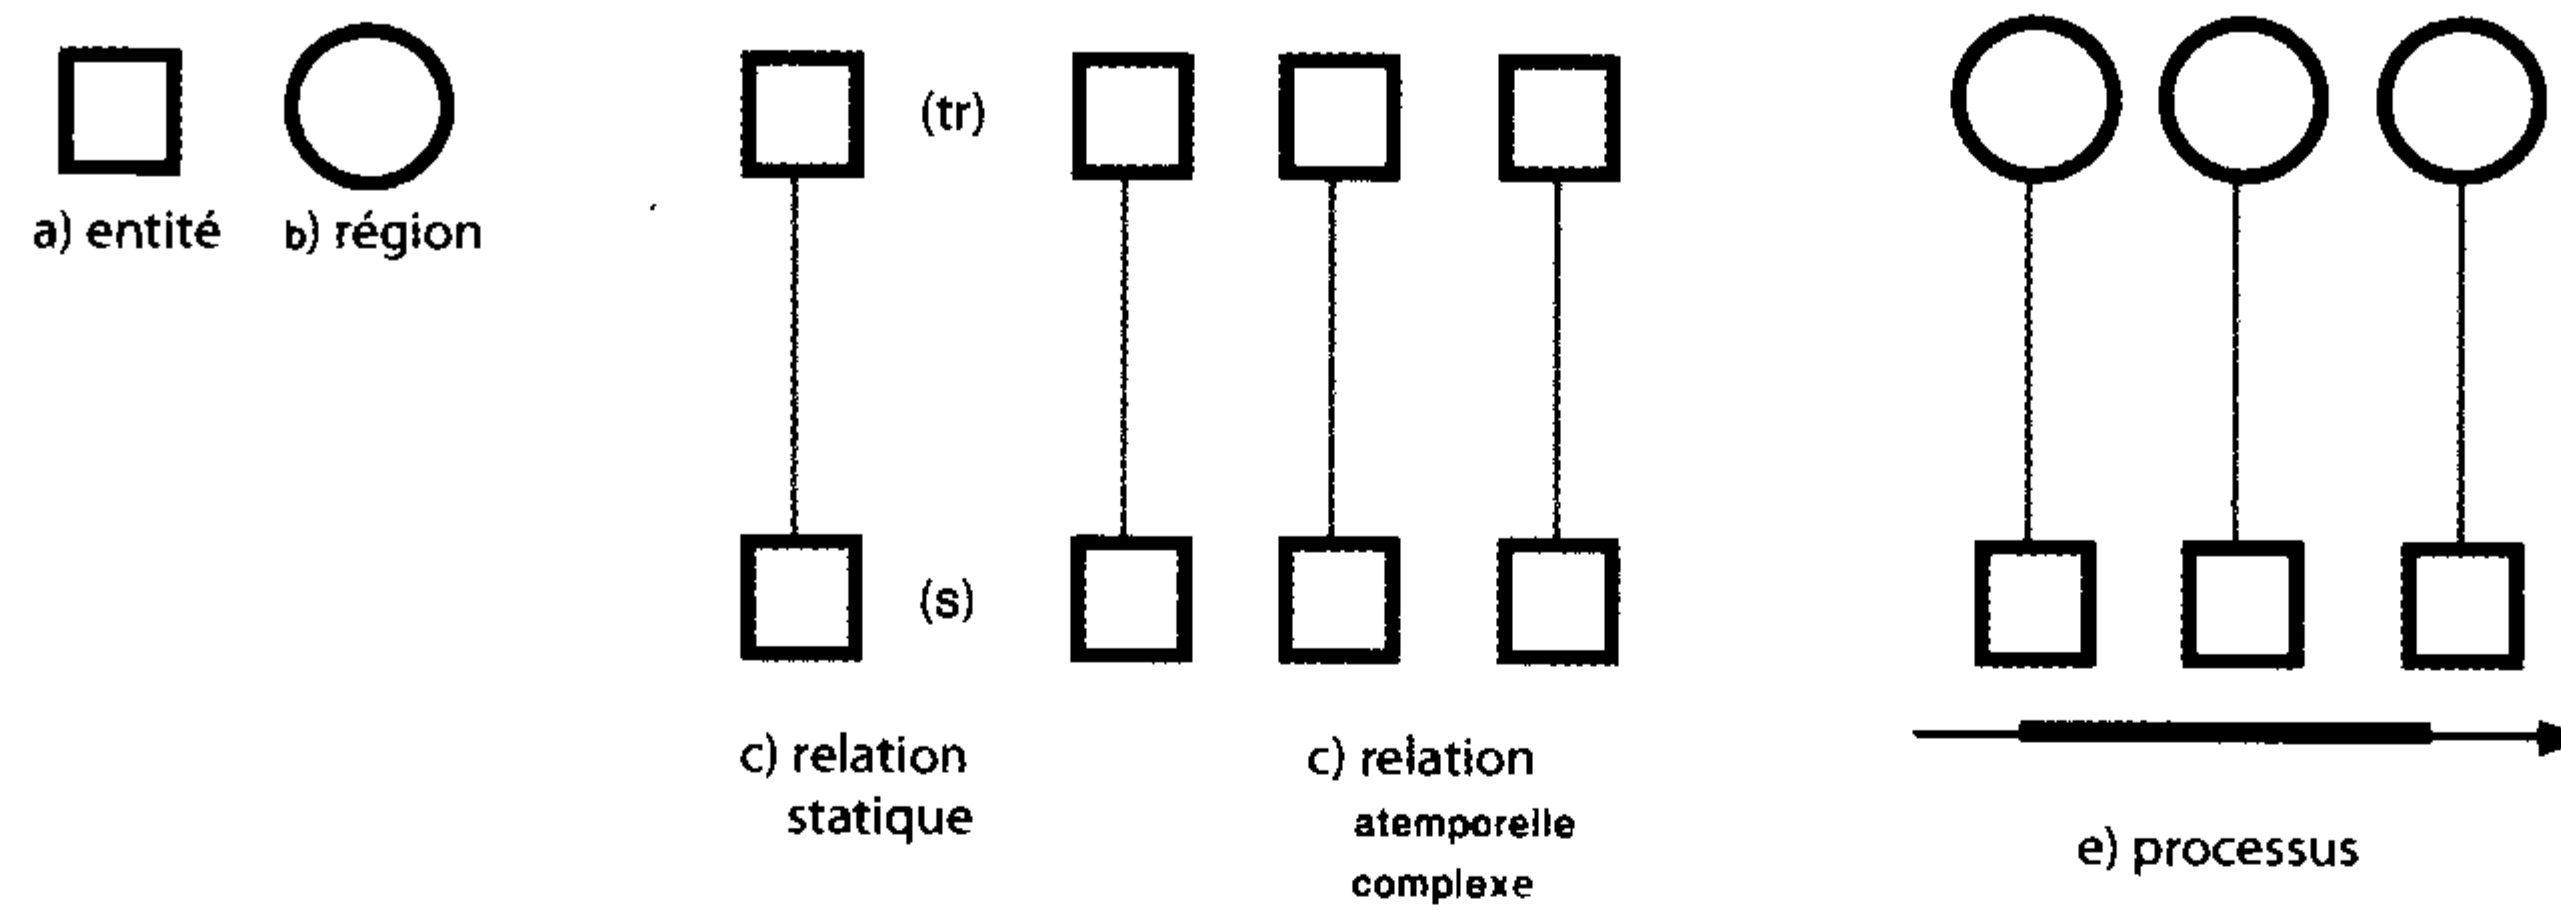 (tr)
a) entité
b) région
(s)
c) relation
statique
c) relation
atemporelle
complexe
e) processus